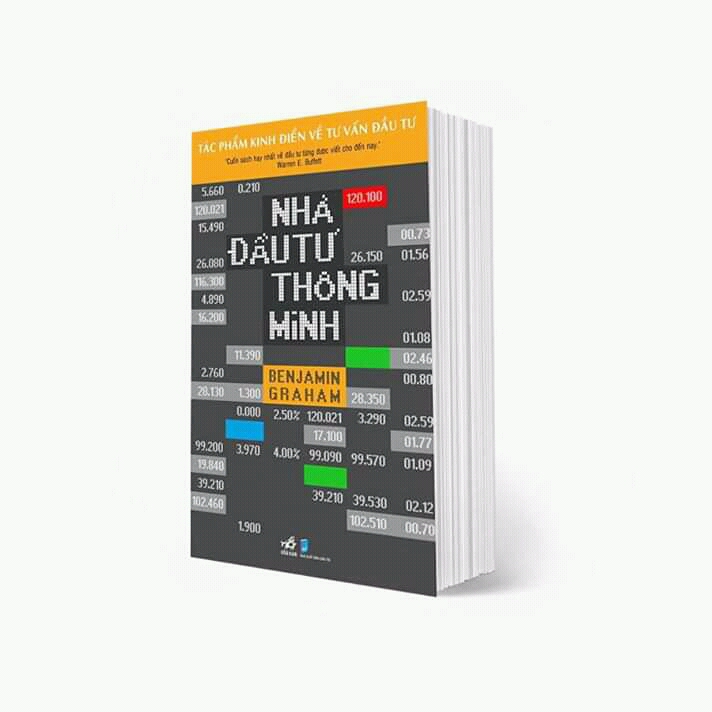 TÁC PHẨM KINH ĐIỂN VỀ TƯ VẤN ĐẦU TƯ
"Cuốn sách hay nhất về đầu tư từng được viết cho đến nay."
Warren E. Buffett
5.660 0.210 120.100
120.021 NHÀ
15.490 00.73
ĐẦU TƯ
26.080 26.150 01.56
116.300 THÔNG
4.890 02.59
16.200 MINH
01.08
11.390 02.46
2.760 BENJAMIN 00.80
28.130 1.300 GRAHAM 28.350
0.000 2.50% 120.021 3.290 02.59
17.100 01.77
99.200 3.970 4.00% 99.090 99.570 01.09
19.840
39.210 39.210 39.530 02.12
102.460 102.510 00.70
1.900
nhã nam